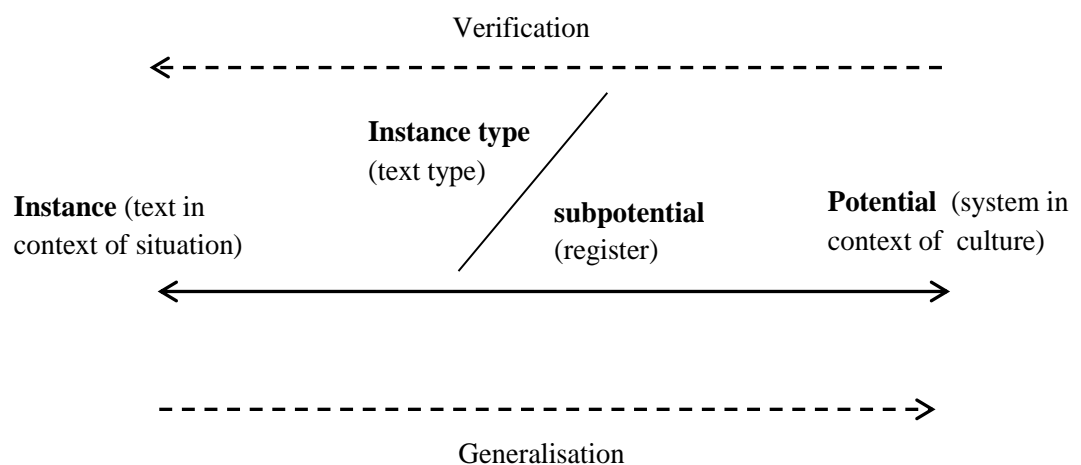 Verification
Instance type
(text type)
Instance (text in
context of situation)
subpotential
(register)
Potential (system in
context of culture)
Generalisation